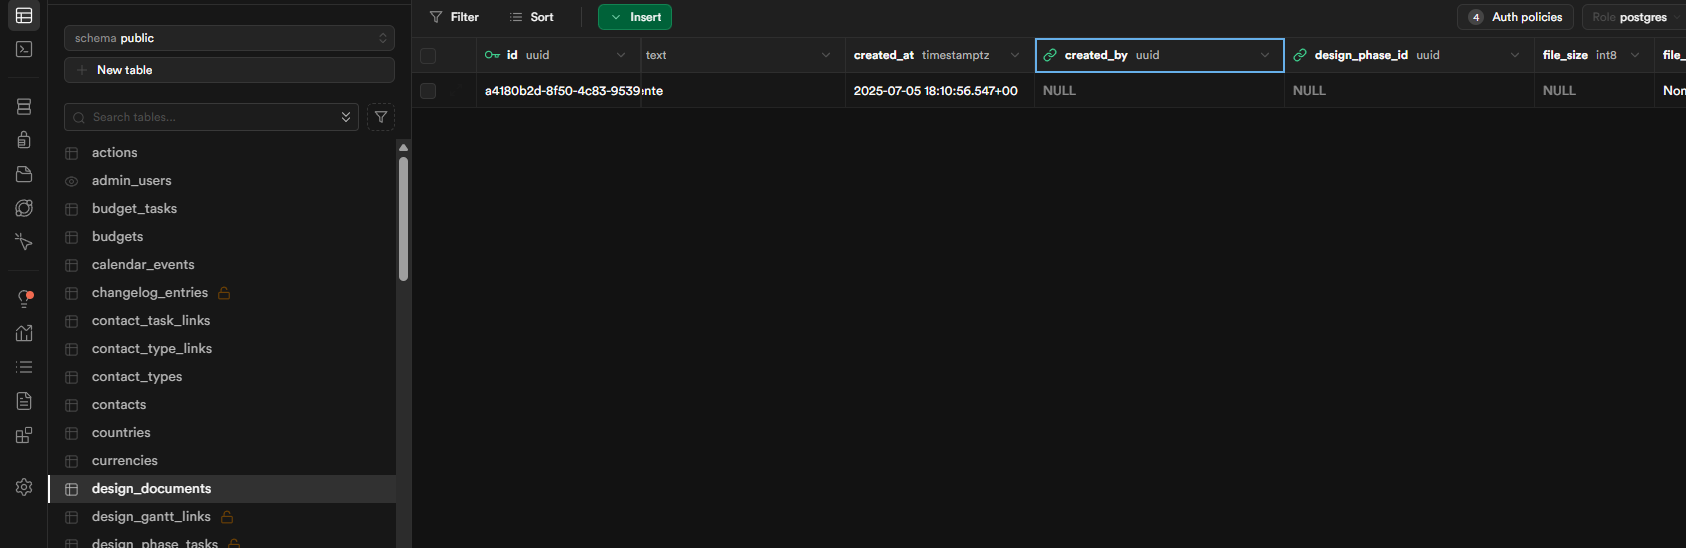 schema public
New table
Search tables...
actions
admin_users
budget_tasks
budgets
calendar_events
changelog_entries
contact_task_links
contact_type_links
contact_types
contacts
countries
currencies
design_documents
design_gantt_links
design_phase_tasks
Filter Sort Insert 4 Auth policies Role postgres
id uuid text created_at timestamptz created_by uuid design_phase_id uuid file_size int8 file_
a4180b2d-8f50-4c83-9539 nte 2025-07-05 18:10:56.547+00 NULL NULL NULL Non